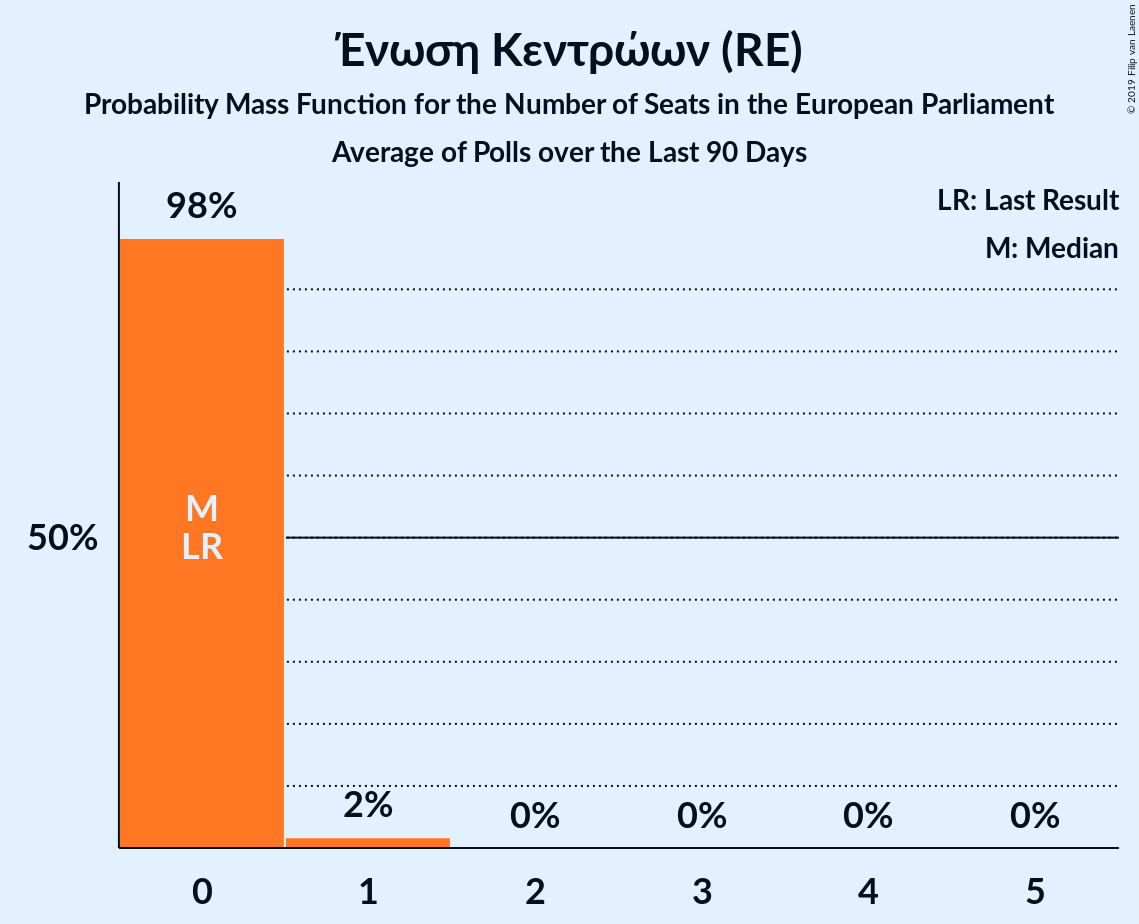 Ένωση Κεντρώων (RE)
Probability Mass Function for the Number of Seats in the European Parliament
Average of Polls over the Last 90 Days
© 2019 Filip van Laenen
LR: Last Result
M: Median
98%
M
LR
50%
2%
0%
0%
0%
0%
0
1
2
3
4
5